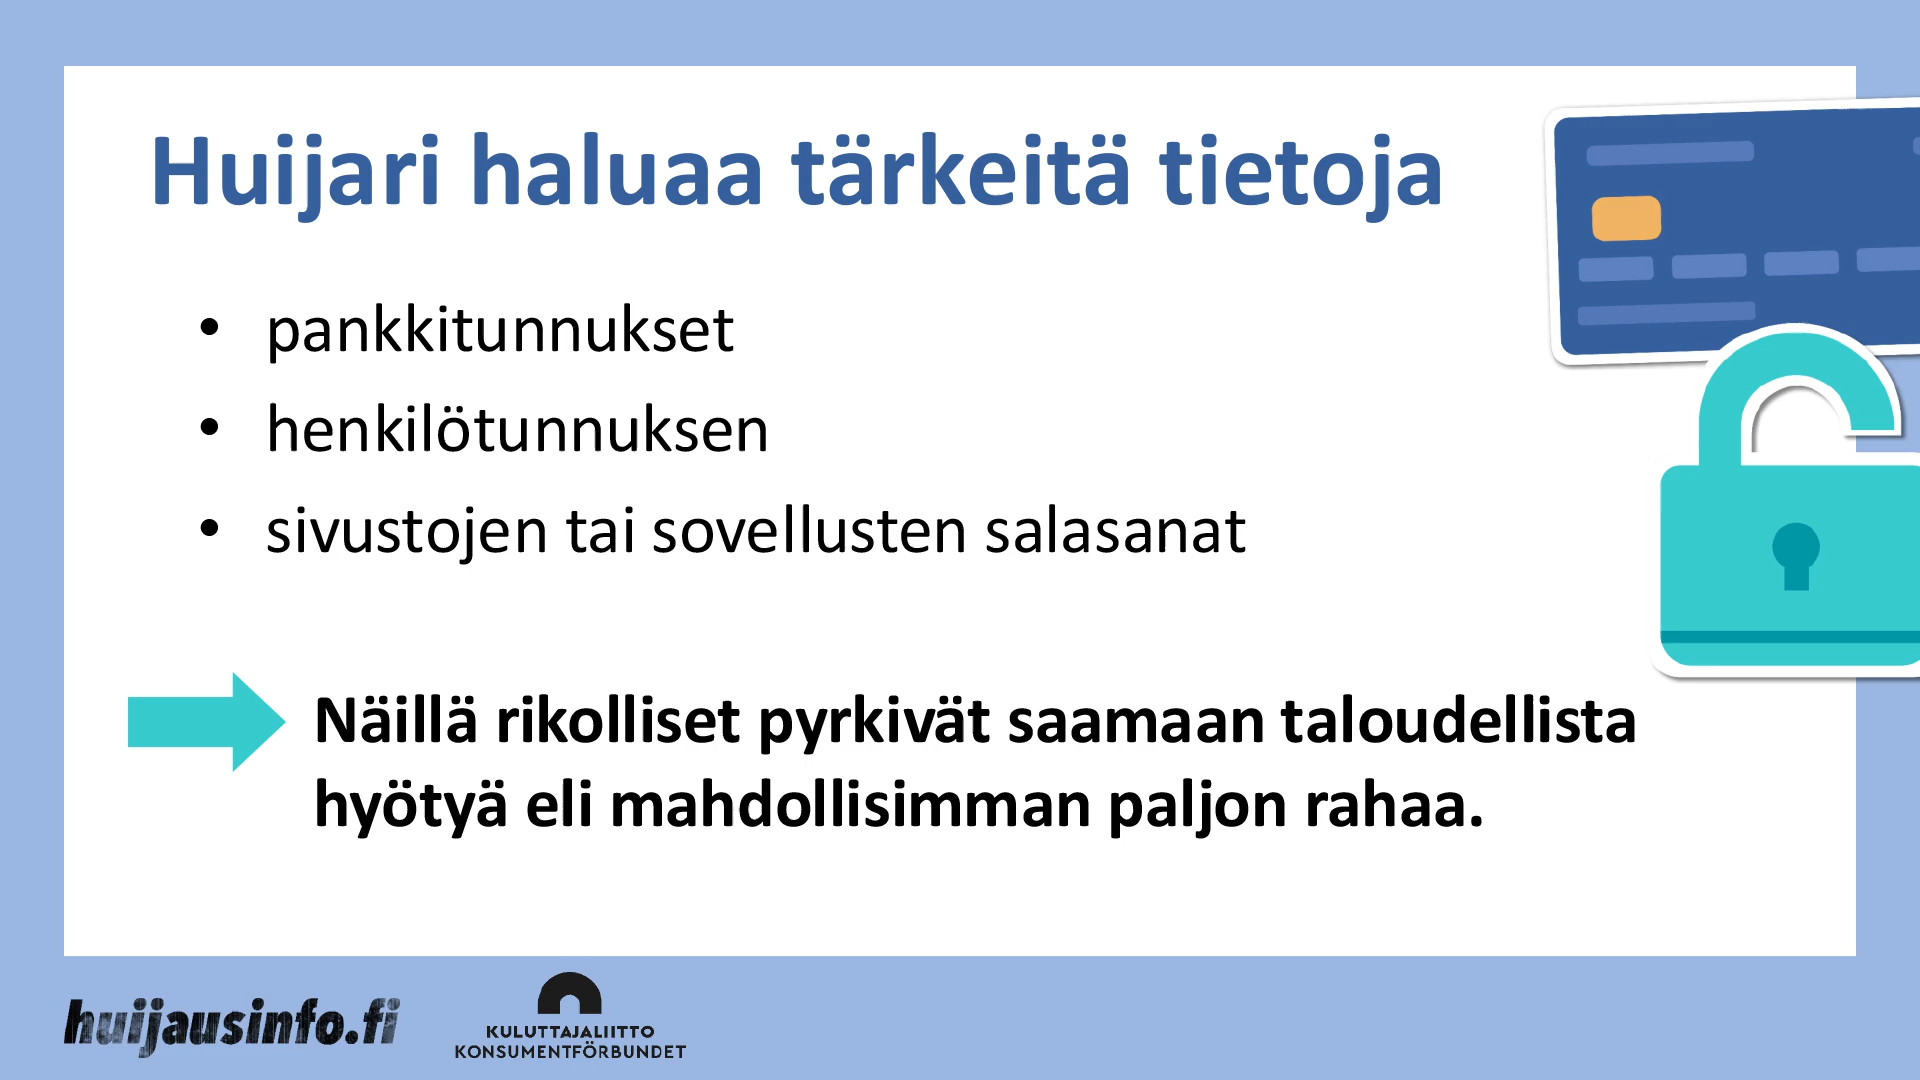 Huijari haluaa tärkeitä tietoja
• pankkitunnukset
• henkilötunnuksen
• sivustojen tai sovellusten salasanat
Näillä rikolliset pyrkivät saamaan taloudellista
hyötyä eli mahdollisimman paljon rahaa.
huijausinfo.fi
KULUTTAJALIITTO
KONSUMENTFÖRBUNDET